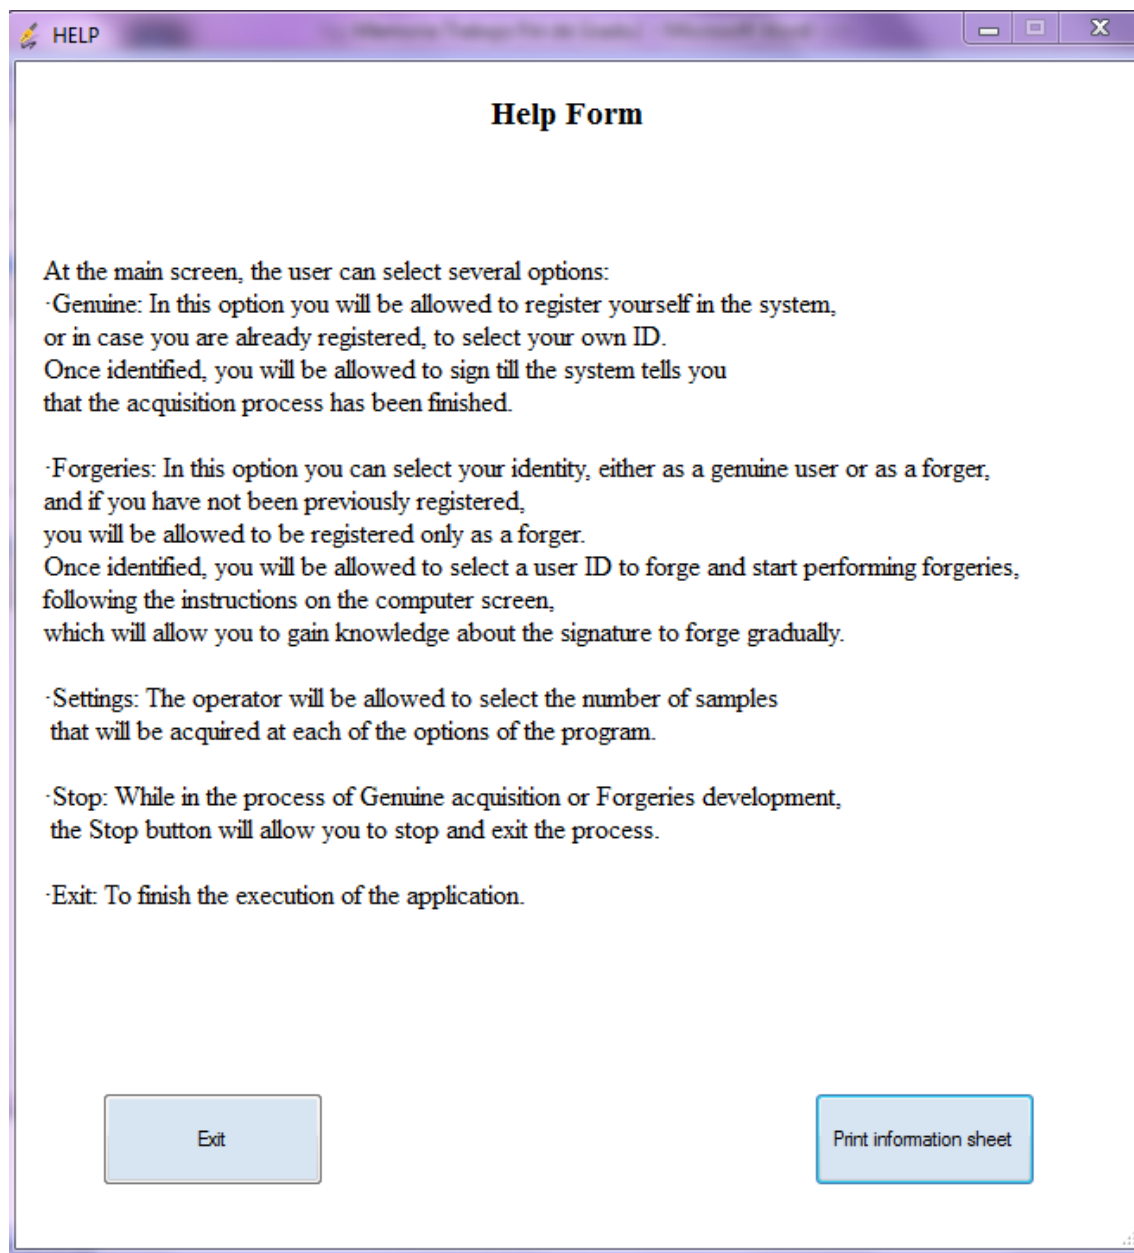 HELP
Help Form
At the main screen, the user can select several options:
·Genuine: In this option you will be allowed to register yourself in the system,
or in case you are already registered, to select your own ID.
Once identified, you will be allowed to sign till the system tells you
that the acquisition process has been finished.
·Forgeries: In this option you can select your identity, either as a genuine user or as a forger,
and if you have not been previously registered,
you will be allowed to be registered only as a forger.
Once identified, you will be allowed to select a user ID to forge and start performing forgeries,
following the instructions on the computer screen,
which will allow you to gain knowledge about the signature to forge gradually.
·Settings: The operator will be allowed to select the number of samples
that will be acquired at each of the options of the program.
·Stop: While in the process of Genuine acquisition or Forgeries development,
the Stop button will allow you to stop and exit the process.
·Exit: To finish the execution of the application.
Exit
Print information sheet